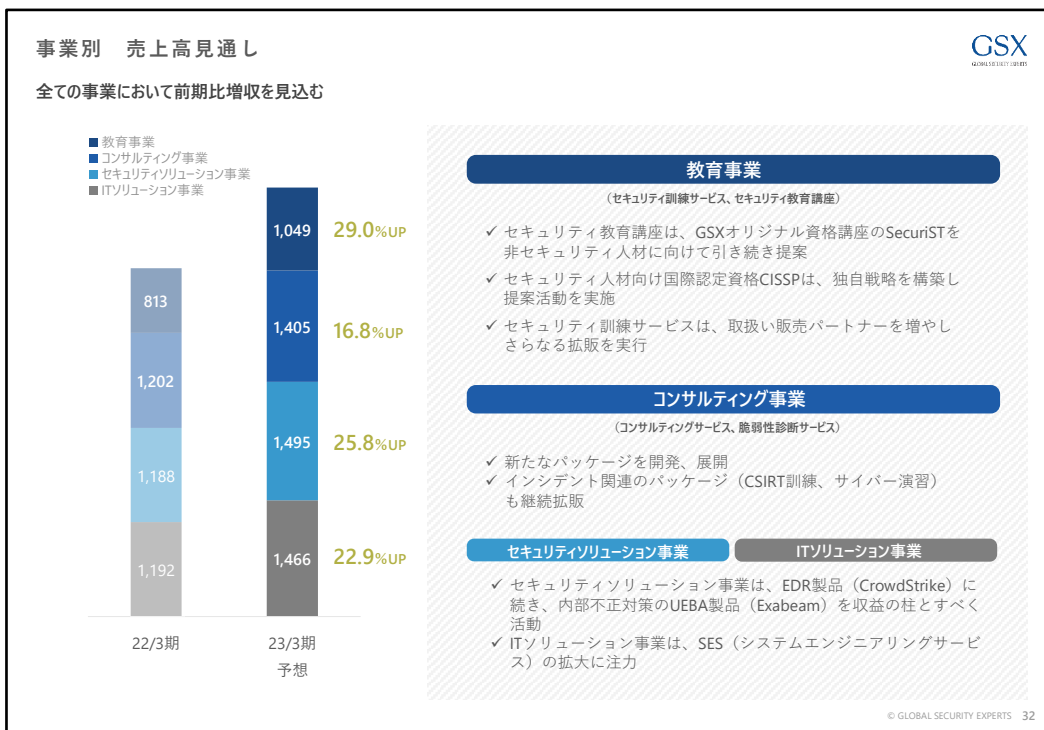 事業別　売上高見通し
GSX
GLOBAL SECURITY EXPERTS
全ての事業において前期比増収を見込む
教育事業
コンサルティング事業
セキュリティソリューション事業
ITソリューション事業
813
1,202
1,188
1,192
22/3期
1,049
1,405
1,495
1,466
23/3期
予想
29.0%UP
16.8%UP
25.8%UP
22.9%UP
教育事業
（セキュリティ訓練サービス、セキュリティ教育講座）
✓ セキュリティ教育講座は、GSXオリジナル資格講座のSecuriSTを
非セキュリティ人材に向けて引き続き提案
✓ セキュリティ人材向け国際認定資格CISSPは、独自戦略を構築し
提案活動を実施
✓ セキュリティ訓練サービスは、取扱い販売パートナーを増やし
さらなる拡販を実行
コンサルティング事業
（コンサルティングサービス、脆弱性診断サービス）
✓ 新たなパッケージを開発、展開
✓ インシデント関連のパッケージ（CSIRT訓練、サイバー演習）
も継続拡販
セキュリティソリューション事業
ITソリューション事業
✓ セキュリティソリューション事業は、EDR製品（CrowdStrike）に
続き、内部不正対策のUEBA製品（Exabeam）を収益の柱とすべく
活動
✓ ITソリューション事業は、SES（システムエンジニアリングサービ
ス）の拡大に注力
© GLOBAL SECURITY EXPERTS 32